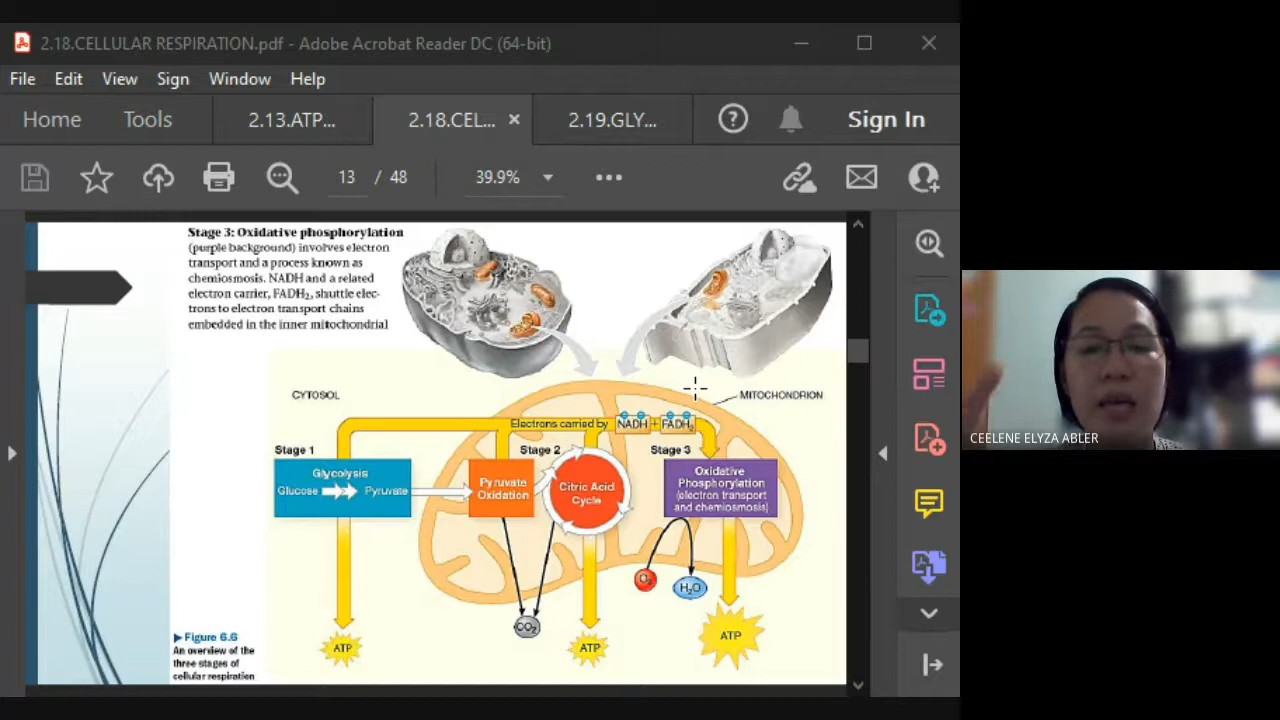 2.18.CELLULAR RESPIRATION.pdf - Adobe Acrobat Reader DC (64-bit)
File Edit View Sign Window Help
Home Tools 2.13.ATP... 2.18.CEL... 2.19.GLY... Sign In
13 / 48 39.9%
Stage 3: Oxidative phosphorylation
(purple background) involves electron
transport and a process known as
chemiosmosis. NADH and a related
electron carrier, FADH₂, shuttle elec-
trons to electron transport chains
embedded in the inner mitochondrial
CYTOSOL
MITOCHONDRION
Electrons carried by NADH + FADH₂
Stage 1
Stage 2
Stage 3
Glycolysis
Glucose Pyruvate
Pyruvate
Oxidation
Citric Acid
Cycle
Oxidative
Phosphorylation
(electron transport
and chemiosmosis)
O₂
H₂O
CO₂
ATP
ATP
ATP
▶ Figure 6.6
An overview of the
three stages of
cellular respiration
CEELENE ELYZA ABLER